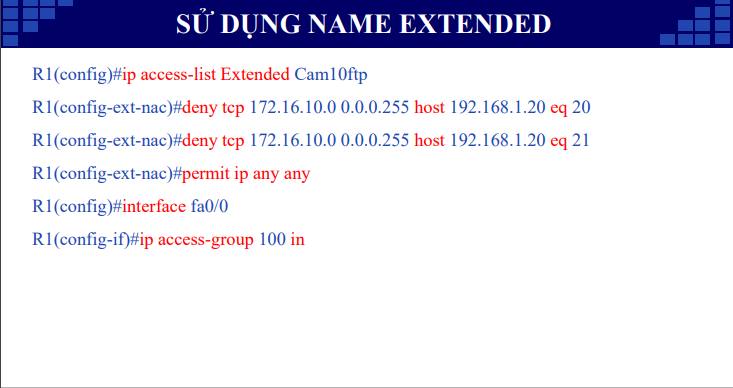 SỬ DỤNG NAME EXTENDED
R1(config)#ip access-list Extended Cam10ftp
R1(config-ext-nac)#deny tcp 172.16.10.0 0.0.0.255 host 192.168.1.20 eq 20
R1(config-ext-nac)#deny tcp 172.16.10.0 0.0.0.255 host 192.168.1.20 eq 21
R1(config-ext-nac)#permit ip any any
R1(config)#interface fa0/0
R1(config-if)#ip access-group 100 in